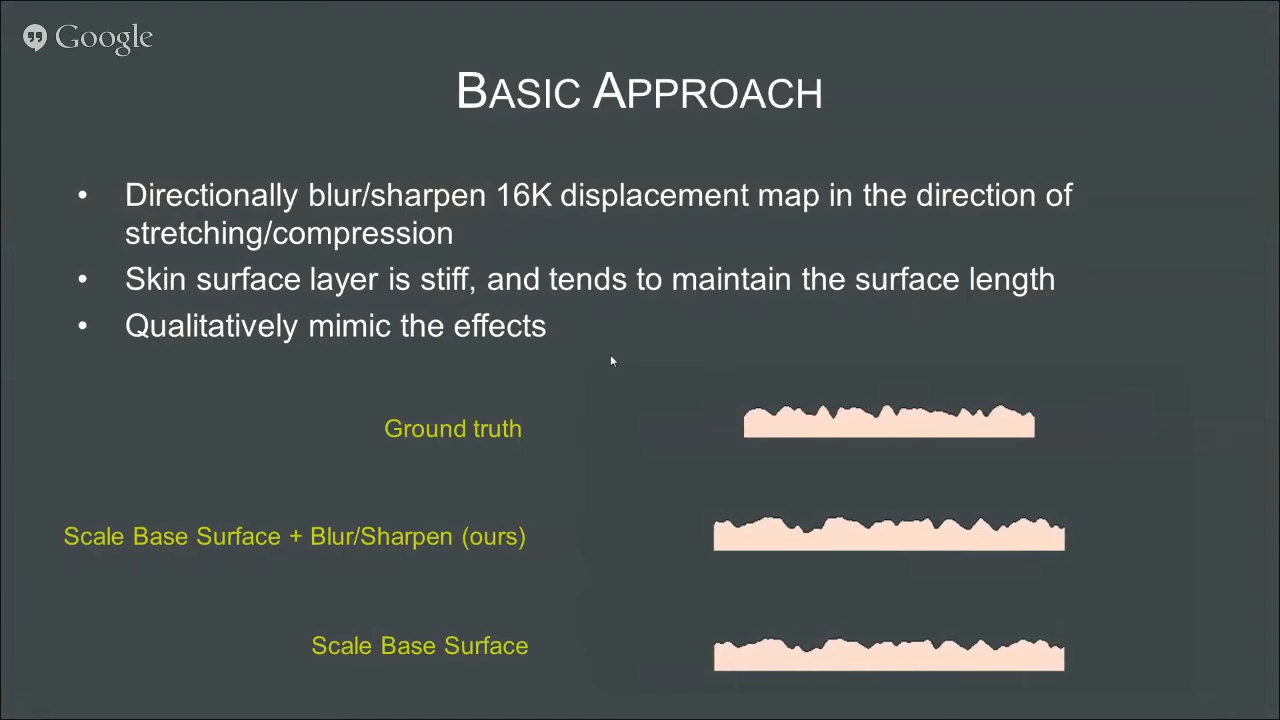 Google
BASIC APPROACH
• Directionally blur/sharpen 16K displacement map in the direction of
stretching/compression
• Skin surface layer is stiff, and tends to maintain the surface length
• Qualitatively mimic the effects
Ground truth
Scale Base Surface + Blur/Sharpen (ours)
Scale Base Surface